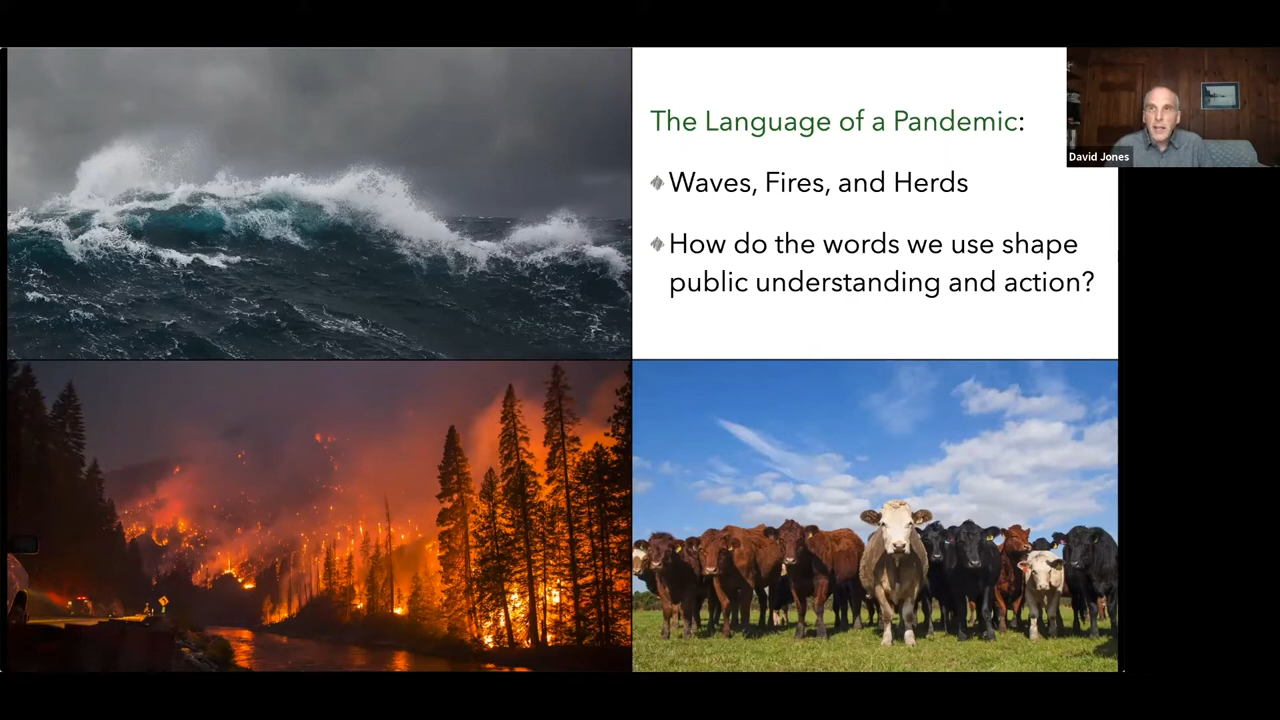 The Language of a Pandemic:
Waves, Fires, and Herds
How do the words we use shape
public understanding and action?
David Jones